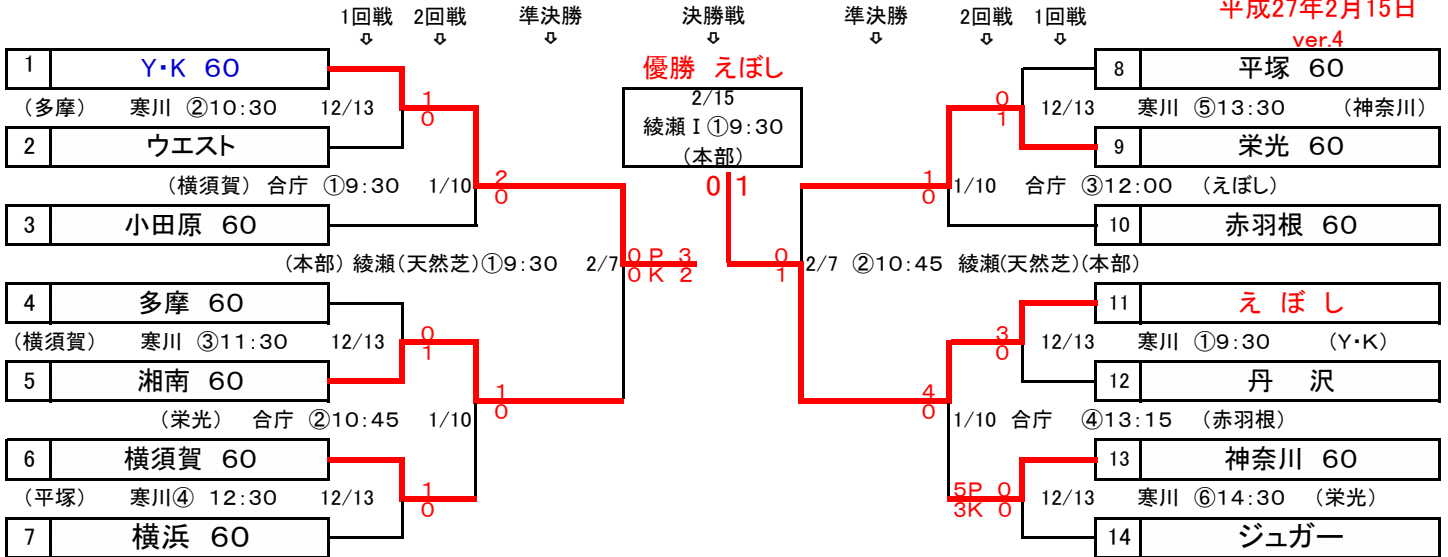 平成27年2月15日
1回戦 2回戦 準決勝 決勝戦 準決勝 2回戦 1回戦
⇩ ⇩ ⇩ ⇩ ⇩ ⇩ ⇩
ver.4
優勝 えぼし
1 Y・K 60
8 平塚 60
2/15
(多摩) 寒川 ②10:30 12/13
1
0
綾瀬Ⅰ①9:30
0
1
12/13 寒川 ⑤13:30 (神奈川)
2 ウエスト
(本部)
9 栄光 60
(横須賀) 合庁 ①9:30 1/10
2
0
0 1
1
0
1/10 合庁 ③12:00 (えぼし)
3 小田原 60
10 赤羽根 60
(本部) 綾瀬(天然芝)①9:30 2/7
0 P 3
0 K 2
0
1
2/7 ②10:45 綾瀬(天然芝)(本部)
4 多摩 60
11 えぼし
(横須賀) 寒川 ③11:30 12/13
0
1
3
0
12/13 寒川 ①9:30 (Y・K)
5 湘南 60
12 丹 沢
(栄光) 合庁 ②10:45 1/10
1
0
4
0
1/10 合庁 ④13:15 (赤羽根)
6 横須賀 60
13 神奈川 60
(平塚) 寒川④ 12:30 12/13
1
0
5P 0
3K 0
12/13 寒川 ⑥14:30 (栄光)
7 横浜 60
14 ジュガー